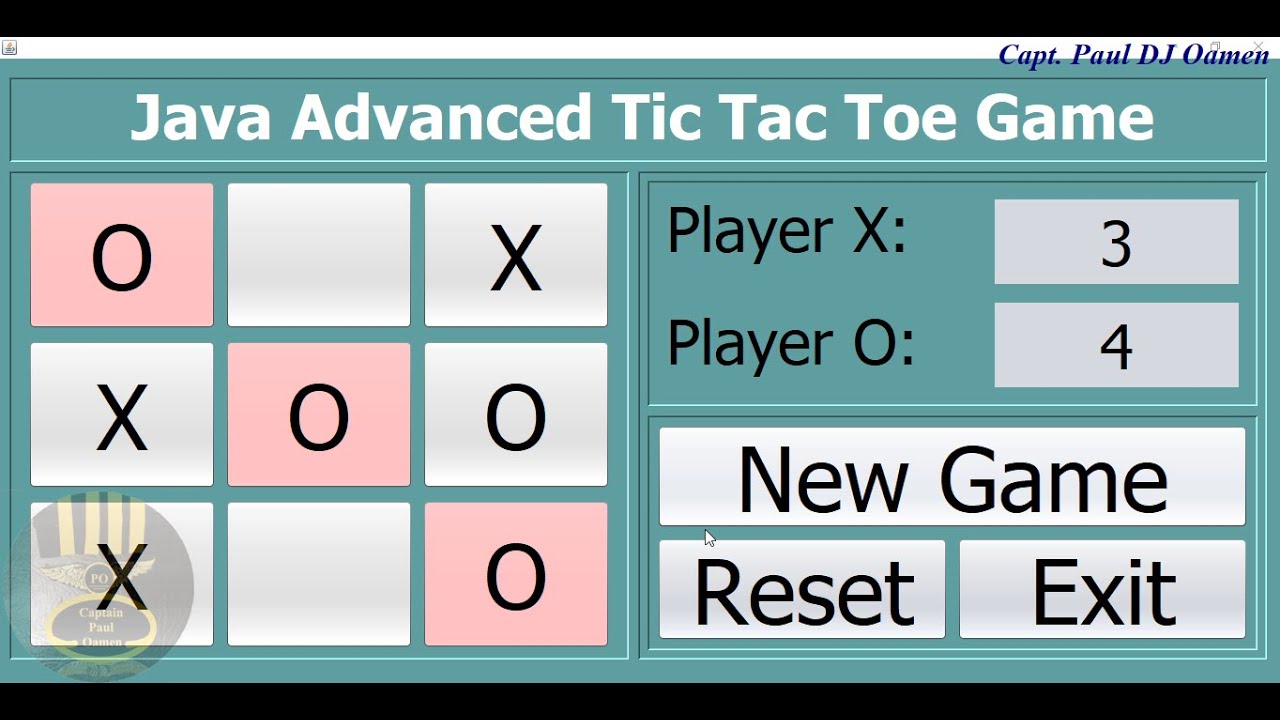 Capt. Paul DJ Oamen
Java Advanced Tic Tac Toe Game
O X
X O O
X O
Player X: 3
Player O: 4
New Game
Reset Exit
PO
Captain
Paul
Oamen